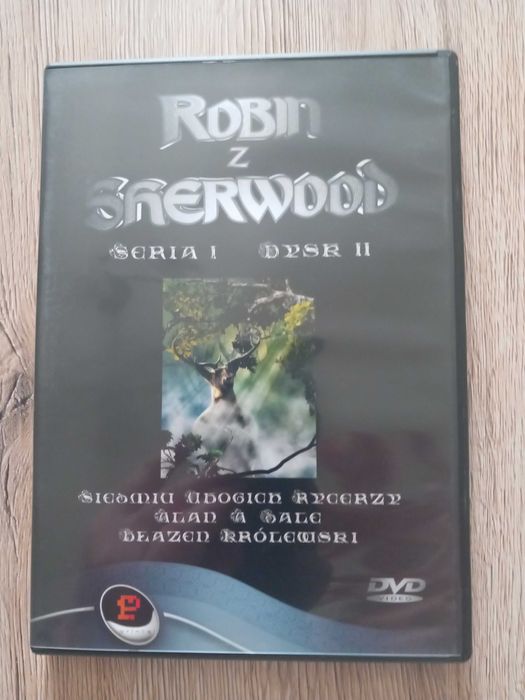 ROBIN
Z
SHERWOOD
SERIA I DYSK II
SIEDMIU UBOGICH RYCERZY
ALAN A DALE
BŁAZEN KRÓLEWSKI
DVD
VIDEO